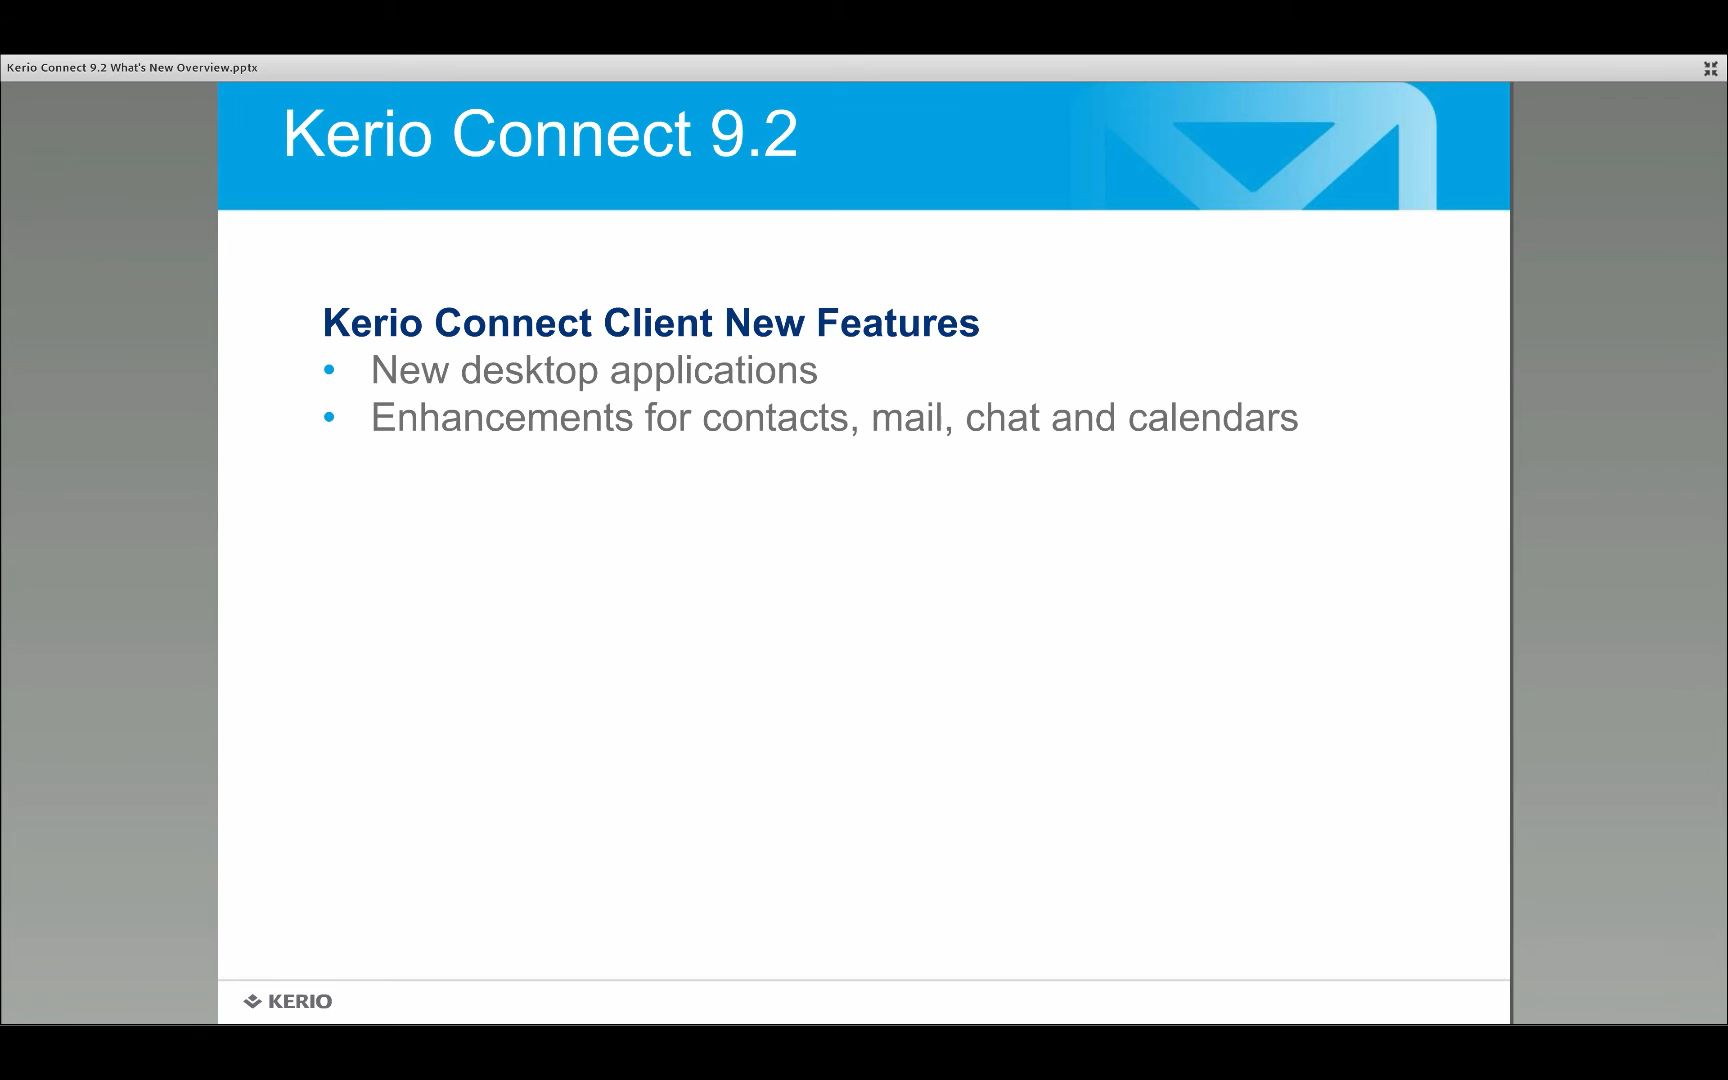 Kerio Connect 9.2 What's New Overview.pptx
Kerio Connect 9.2
Kerio Connect Client New Features
• New desktop applications
• Enhancements for contacts, mail, chat and calendars
KERIO